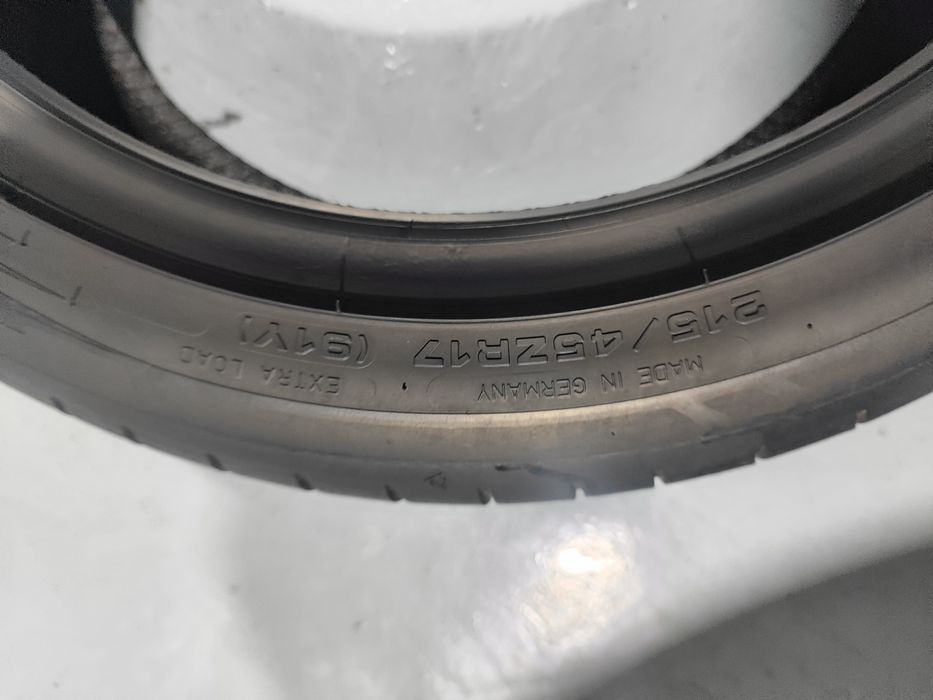 215/45ZR17 (91Y)
MADE IN GERMANY
EXTRA LOAD